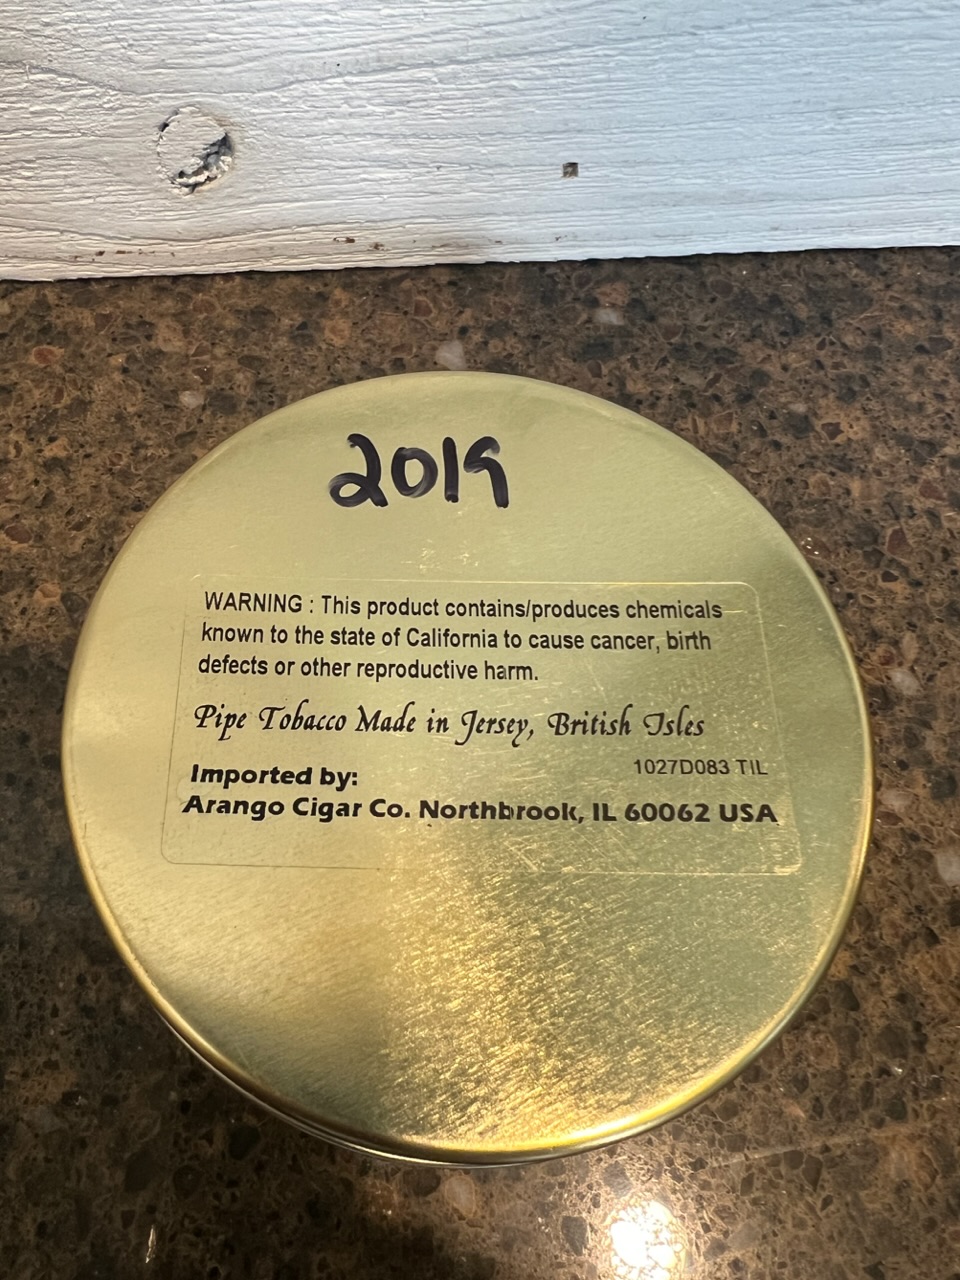 2019
WARNING : This product contains/produces chemicals
known to the state of California to cause cancer, birth
defects or other reproductive harm.
Pipe Tobacco Made in Jersey, British Isles
1027D083 TIL
Imported by:
Arango Cigar Co. Northbrook, IL 60062 USA